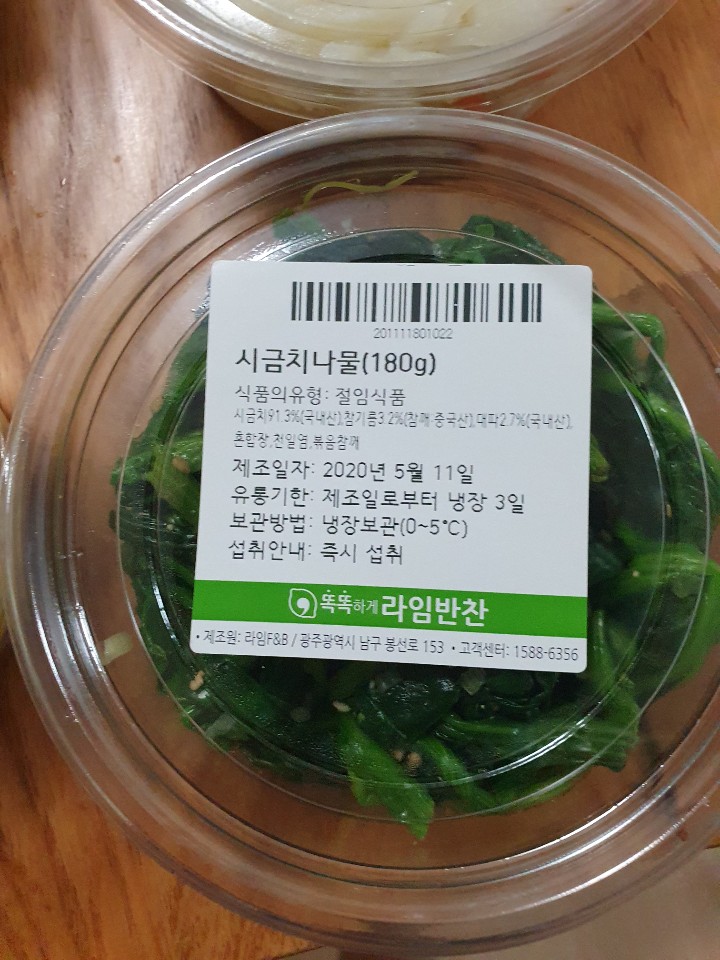 201111801022
시금치나물(180g)
식품의유형: 절임식품
시금치91.3%(국내산),참기름3.2%(참깨:중국산),대파2.7%(국내산),
혼합장,천일염,볶음참깨
제조일자: 2020년 5월 11일
유통기한: 제조일로부터 냉장 3일
보관방법: 냉장보관(0~5℃)
섭취안내: 즉시 섭취
똑똑하게 라임반찬
• 제조원: 라임F&B / 광주광역시 남구 봉선로 153 • 고객센터: 1588-6356